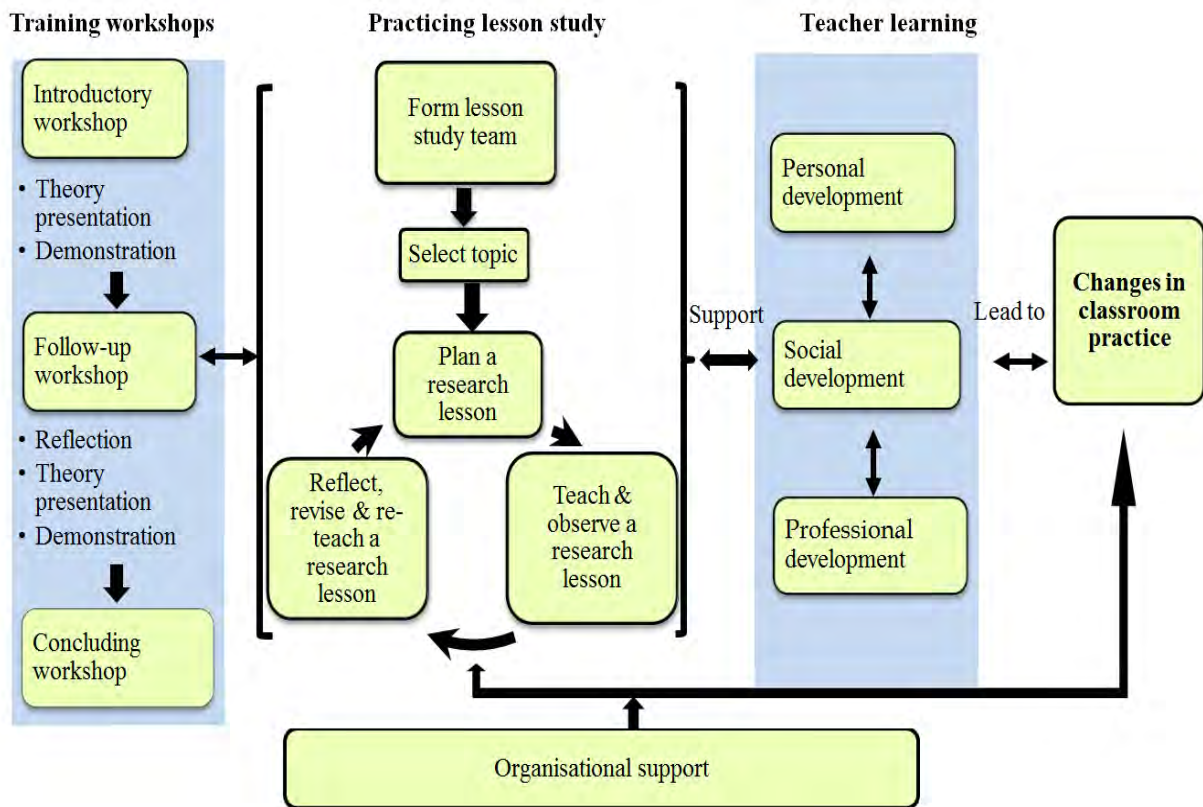 Training workshops
Introductory
workshop
• Theory
presentation
• Demonstration
Follow-up
workshop
• Reflection
• Theory
presentation
• Demonstration
Concluding
workshop
Practicing lesson study
Form lesson
study team
Select topic
Plan a
research
lesson
Teach &
observe a
research
lesson
Reflect,
revise & re-
teach a
research
lesson
Support
Teacher learning
Personal
development
Social
development
Professional
development
Lead to
Changes in
classroom
practice
Organisational support